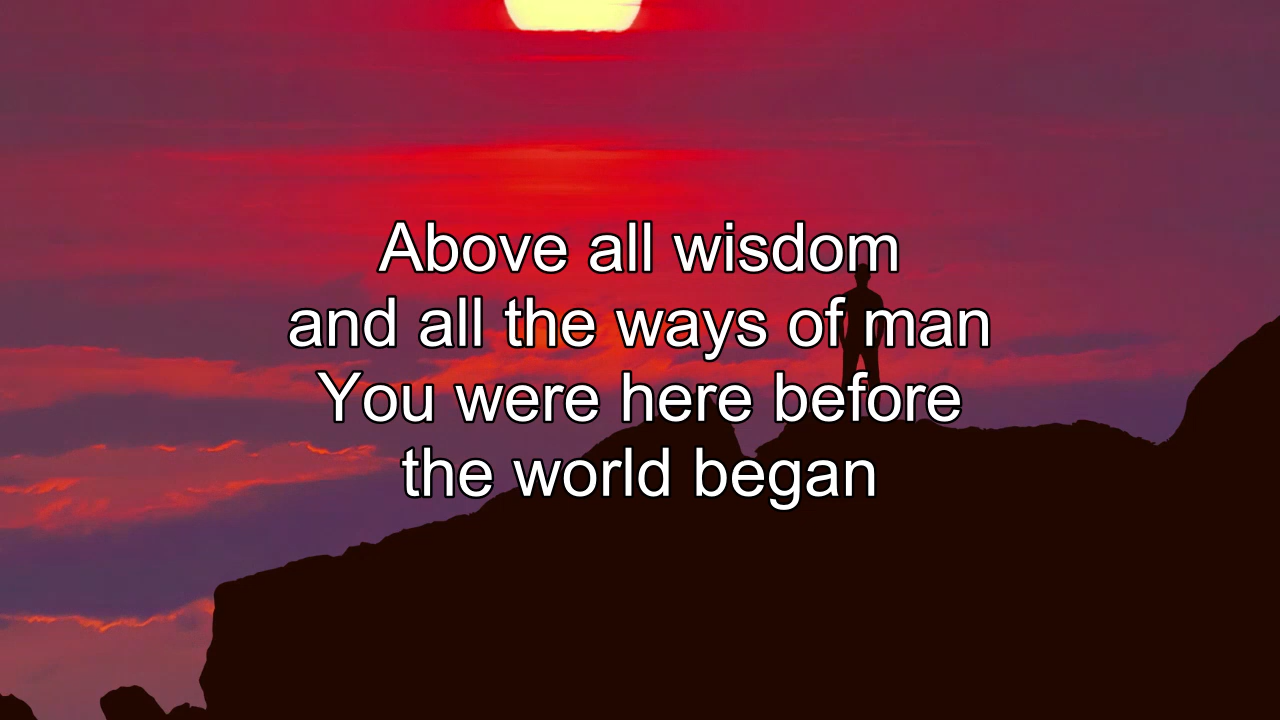 Above all wisdom
and all the ways of man
You were here before
the world began